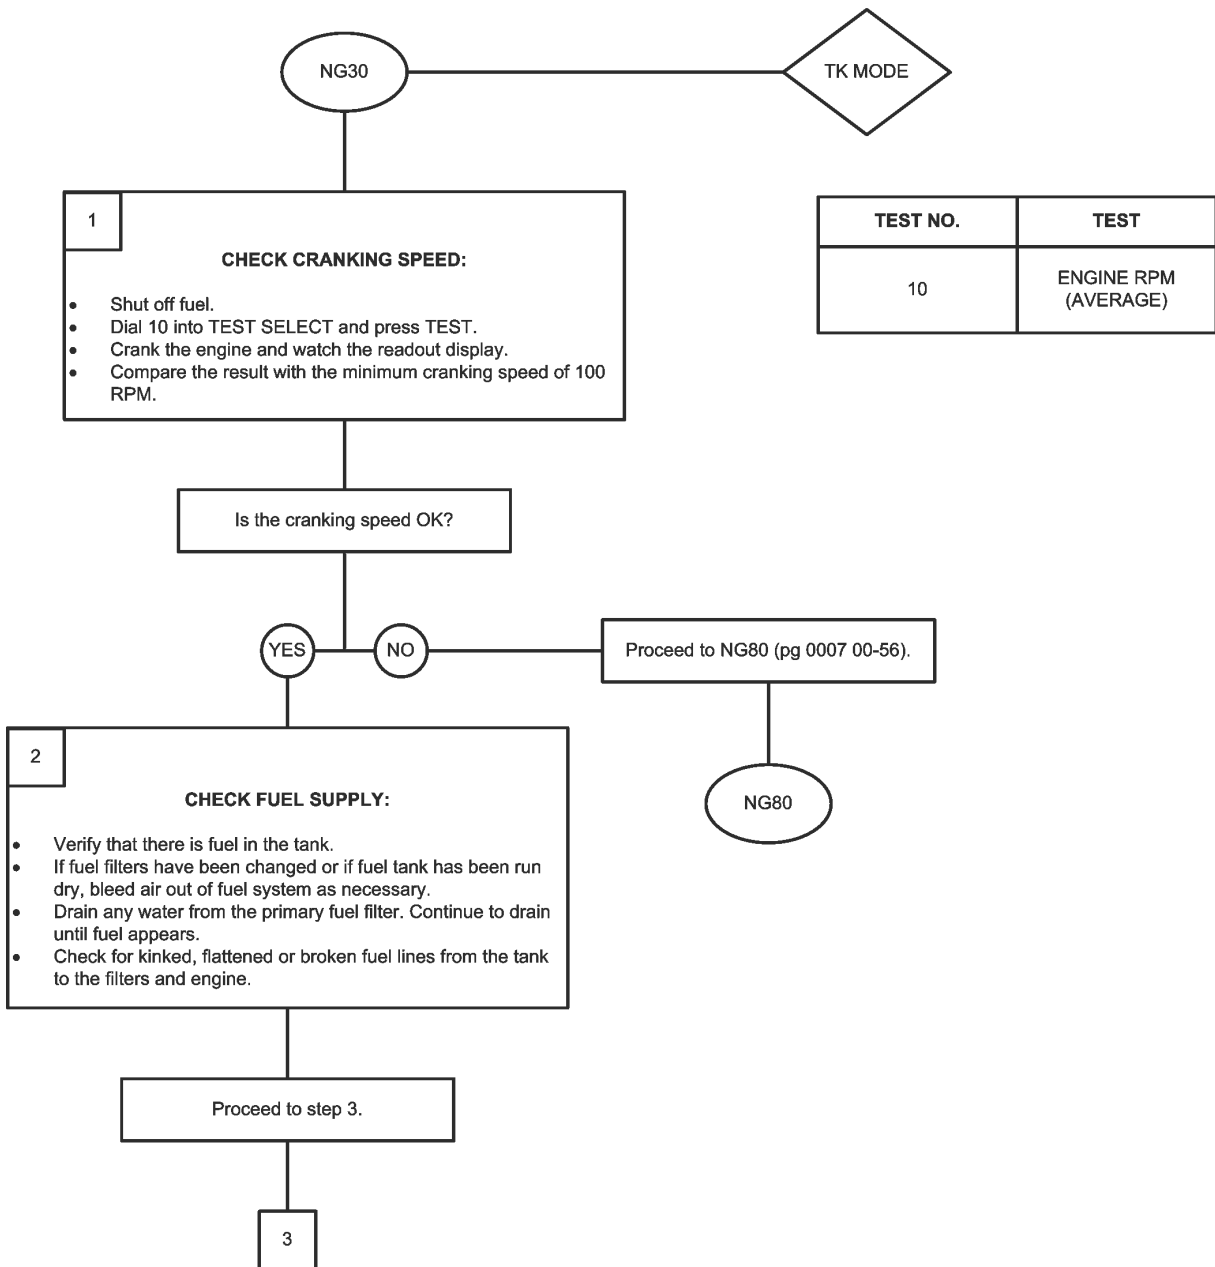 NG30
TK MODE
1
CHECK CRANKING SPEED:
• Shut off fuel.
• Dial 10 into TEST SELECT and press TEST.
• Crank the engine and watch the readout display.
• Compare the result with the minimum cranking speed of 100
RPM.
TEST NO.
TEST
10
ENGINE RPM
(AVERAGE)
Is the cranking speed OK?
YES
NO
Proceed to NG80 (pg 0007 00-56).
NG80
2
CHECK FUEL SUPPLY:
• Verify that there is fuel in the tank.
• If fuel filters have been changed or if fuel tank has been run
dry, bleed air out of fuel system as necessary.
• Drain any water from the primary fuel filter. Continue to drain
until fuel appears.
• Check for kinked, flattened or broken fuel lines from the tank
to the filters and engine.
Proceed to step 3.
3